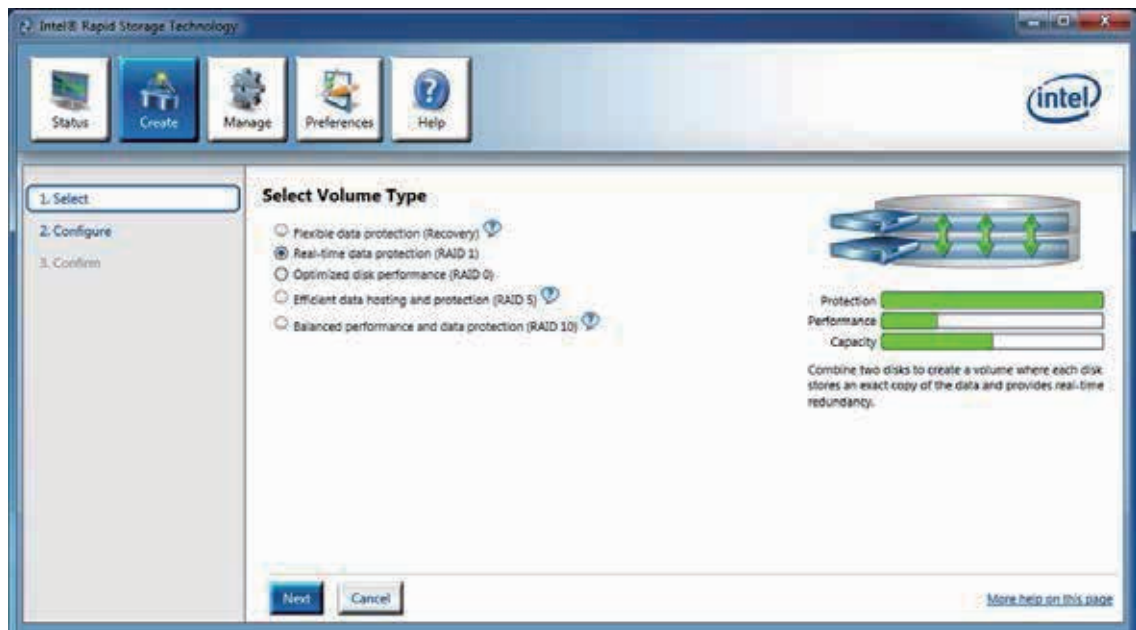 Intel® Rapid Storage Technology
Status
Create
Manage
Preferences
Help
intel
1. Select
2. Configure
3. Confirm
Select Volume Type
Flexible data protection (Recovery)
Real-time data protection (RAID 1)
Optimized disk performance (RAID 0)
Efficient data hosting and protection (RAID 5)
Balanced performance and data protection (RAID 10)
Protection
Performance
Capacity
Combine two disks to create a volume where each disk
stores an exact copy of the data and provides real-time
redundancy.
Next
Cancel
More help on this page